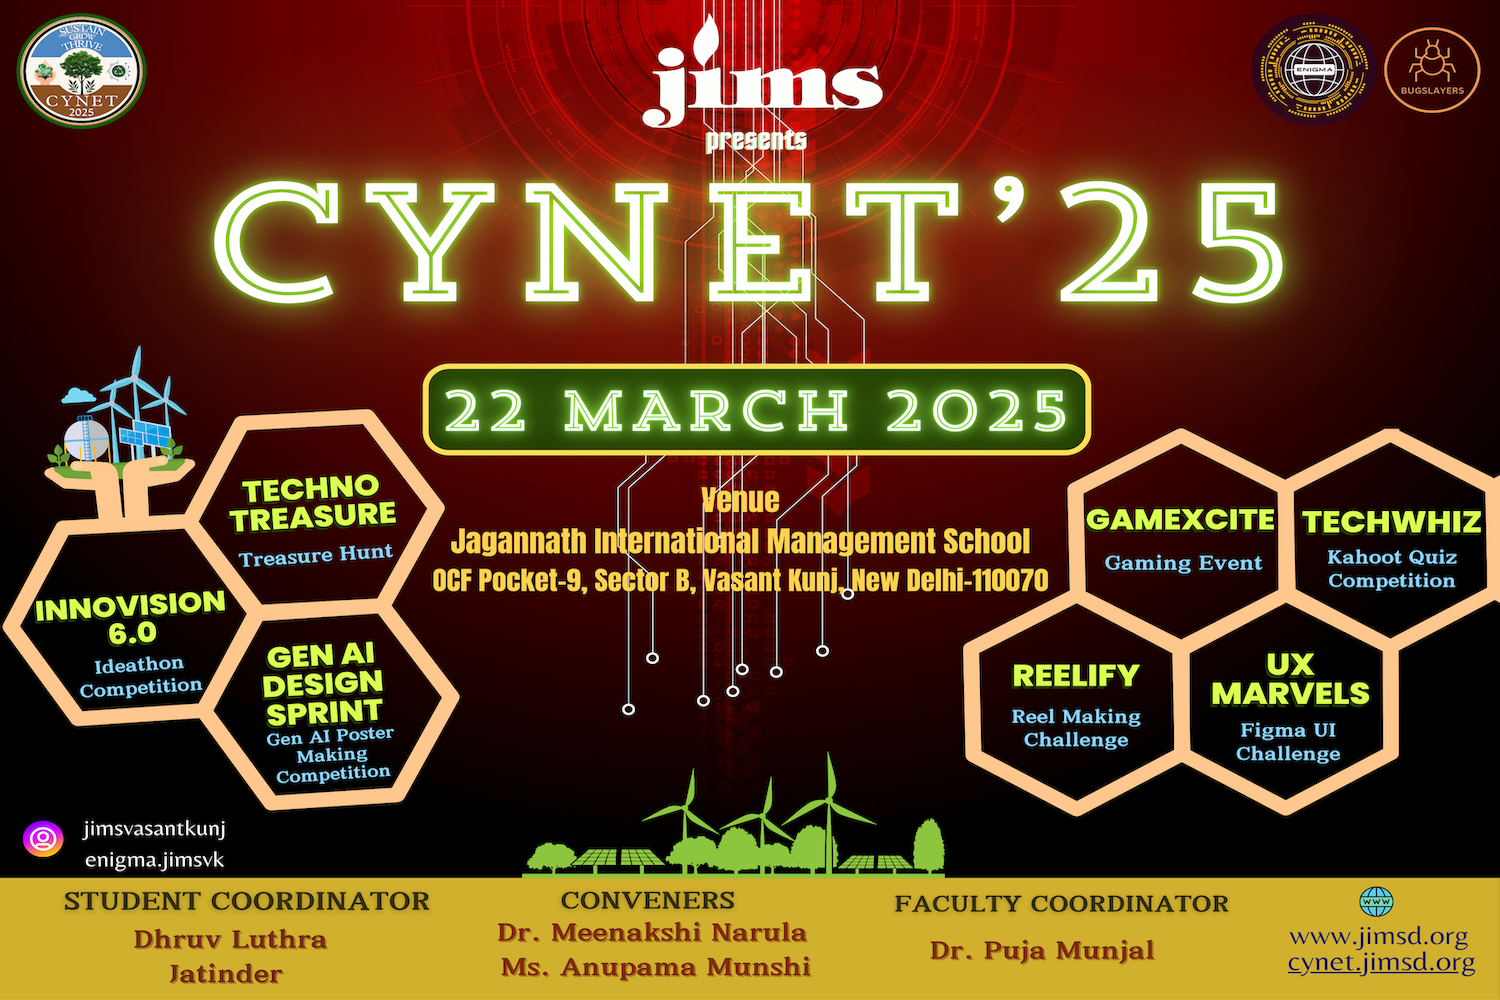 SUSTAIN
GROW
THRIVE
CYNET
2025
jims
presents
ENIGMA
BUGSLAYERS
CYNET'25
22 MARCH 2025
Venue
Jagannath International Management School
OCF Pocket-9, Sector B, Vasant Kunj, New Delhi-110070
TECHNO
TREASURE
Treasure Hunt
INNOVISION
6.0
Ideathon
Competition
GEN AI
DESIGN
SPRINT
Gen AI Poster
Making
Competition
GAMEXCITE
Gaming Event
TECHWHIZ
Kahoot Quiz
Competition
REELIFY
Reel Making
Challenge
UX
MARVELS
Figma UI
Challenge
jimsvasantkunj
enigma.jimsvk
STUDENT COORDINATOR
Dhruv Luthra
Jatinder
CONVENERS
Dr. Meenakshi Narula
Ms. Anupama Munshi
FACULTY COORDINATOR
Dr. Puja Munjal
www
www.jimsd.org
cynet.jimsd.org